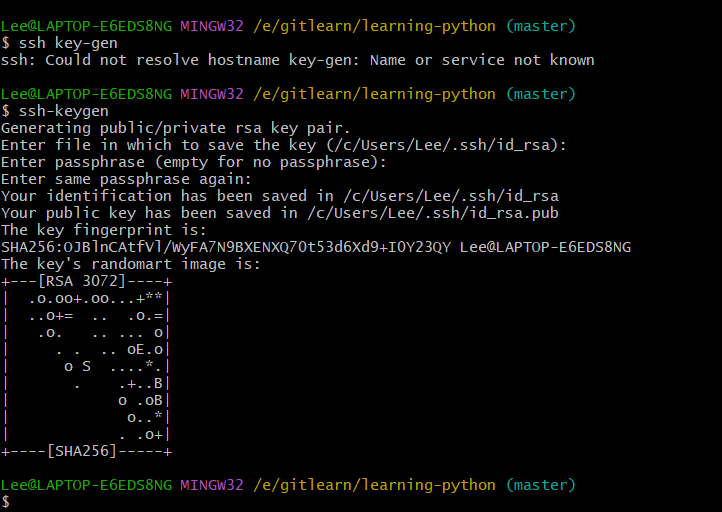 Lee@LAPTOP-E6EDS8NG MINGW32 /e/gitlearn/learning-python (master)
$ ssh key-gen
ssh: Could not resolve hostname key-gen: Name or service not known

Lee@LAPTOP-E6EDS8NG MINGW32 /e/gitlearn/learning-python (master)
$ ssh-keygen
Generating public/private rsa key pair.
Enter file in which to save the key (/c/Users/Lee/.ssh/id_rsa):
Enter passphrase (empty for no passphrase):
Enter same passphrase again:
Your identification has been saved in /c/Users/Lee/.ssh/id_rsa
Your public key has been saved in /c/Users/Lee/.ssh/id_rsa.pub
The key fingerprint is:
SHA256:OJBlnCAtfVl/WyFA7N9BXENXQ7Ot53d6Xd9+IOY23QY Lee@LAPTOP-E6EDS8NG
The key's randomart image is:
+---[RSA 3072]----+
|  .o.oo+.oo...+**|
|  ..o+=  ..  .o.=|
|   .o.   .. ... o|
|     . .  .. oE.o|
|      o S  ....*.|
|       .    .+..B|
|            o .oB|
|             o..*|
|            . .o+|
+----[SHA256]-----+

Lee@LAPTOP-E6EDS8NG MINGW32 /e/gitlearn/learning-python (master)
$